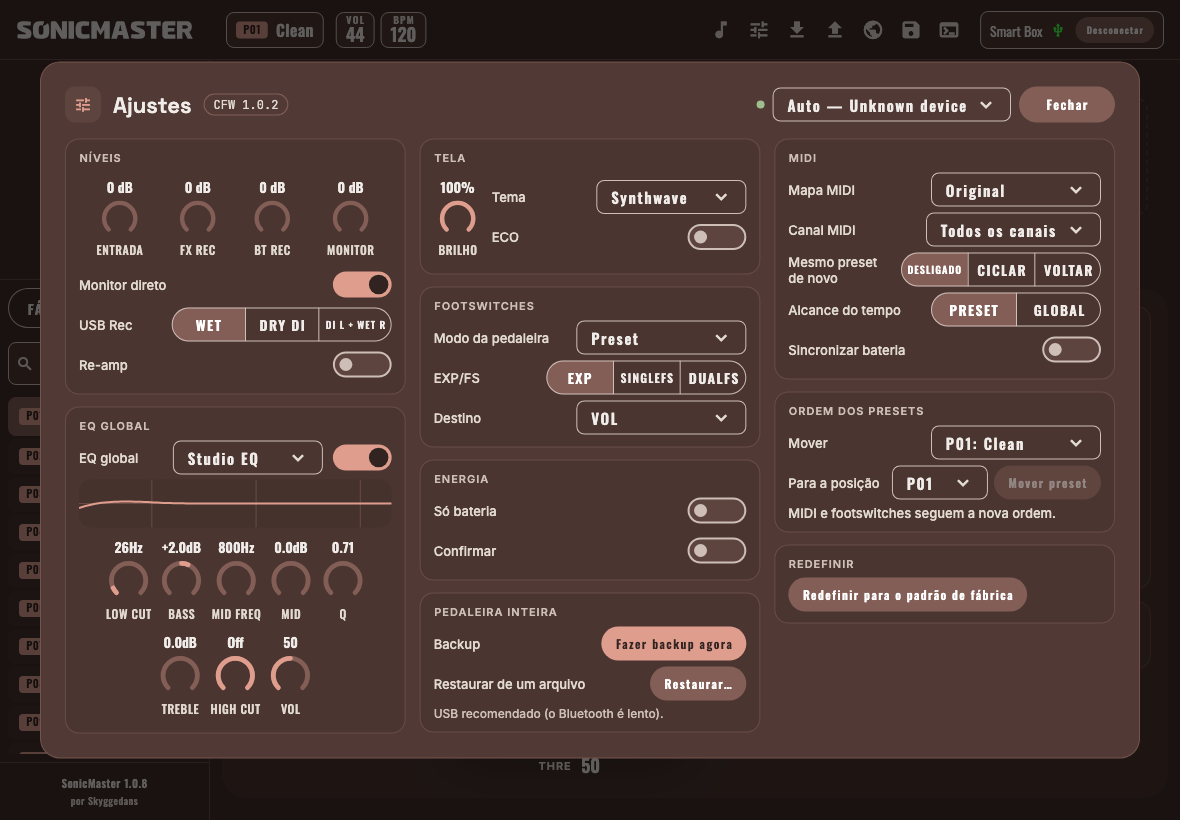 SONICMASTER
P01 Clean
VOL 44
BPM 120
Smart Box
Desconectar
Ajustes
CFW 1.0.2
Auto — Unknown device
Fechar
NÍVEIS
0 dB 0 dB 0 dB 0 dB
ENTRADA FX REC BT REC MONITOR
Monitor direto
USB Rec WET DRY DI DI L + WET R
Re-amp
EQ GLOBAL
EQ global Studio EQ
26Hz +2.0dB 800Hz 0.0dB 0.71
LOW CUT BASS MID FREQ MID Q
0.0dB Off 50
TREBLE HIGH CUT VOL
TELA
100%
BRILHO
Tema Synthwave
ECO
FOOTSWITCHES
Modo da pedaleira Preset
EXP/FS EXP SINGLEFS DUALFS
Destino VOL
ENERGIA
Só bateria
Confirmar
PEDALEIRA INTEIRA
Backup Fazer backup agora
Restaurar de um arquivo Restaurar…
USB recomendado (o Bluetooth é lento).
MIDI
Mapa MIDI Original
Canal MIDI Todos os canais
Mesmo preset
de novo
DESLIGADO CICLAR VOLTAR
Alcance do tempo PRESET GLOBAL
Sincronizar bateria
ORDEM DOS PRESETS
Mover P01: Clean
Para a posição P01 Mover preset
MIDI e footswitches seguem a nova ordem.
REDEFINIR
Redefinir para o padrão de fábrica
THRE 50
SonicMaster 1.0.8
por Skyggedans